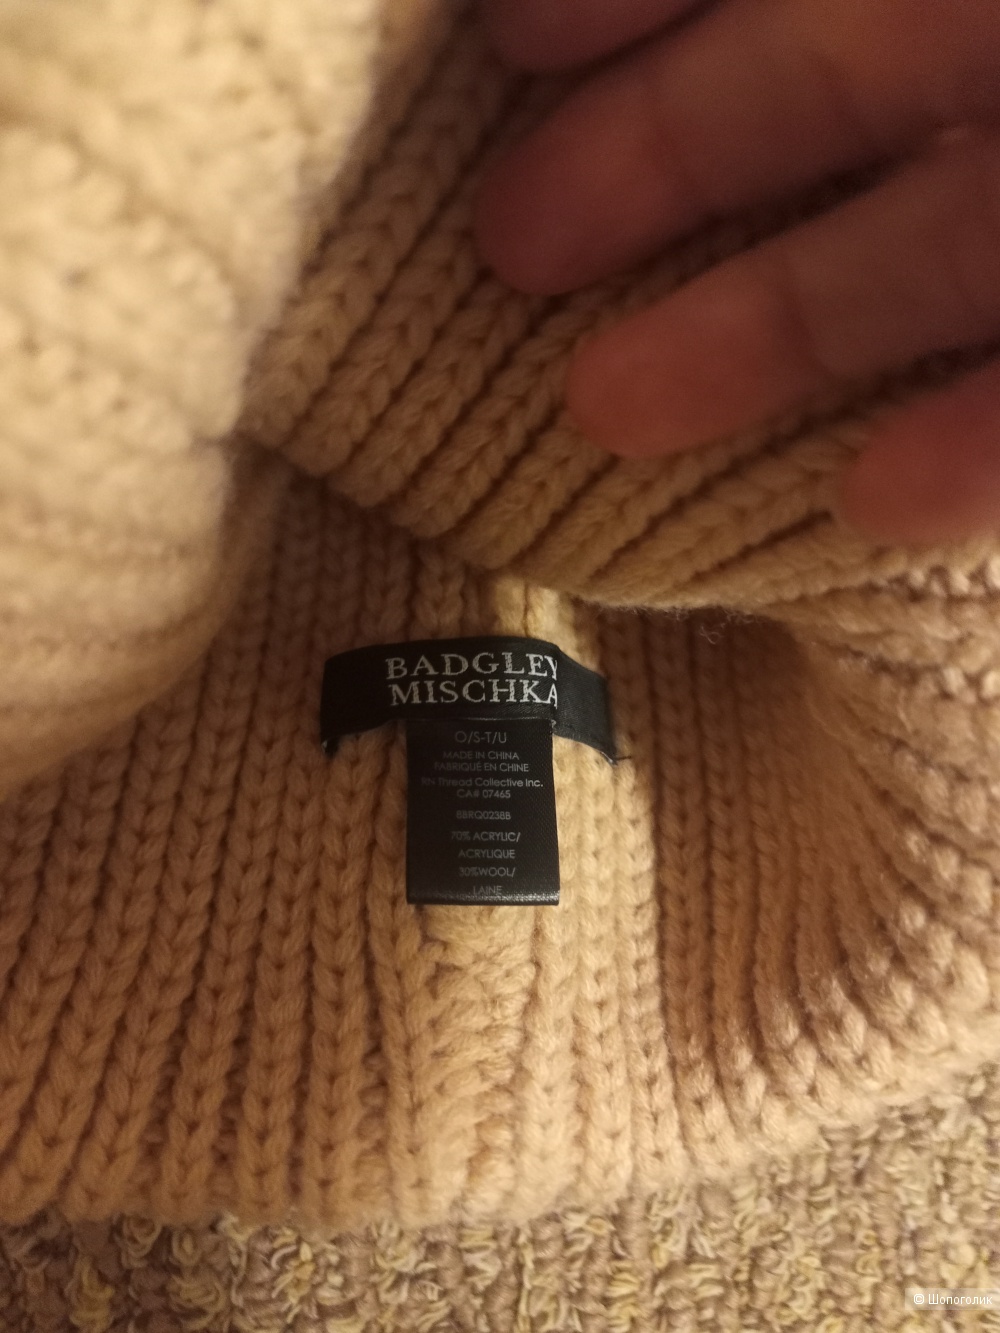 BADGLEY
MISCHKA
O/S-T/U
MADE IN CHINA
FABRIQUÉ EN CHINE
Thread Collective Inc.
CA# 07465
70% ACRYLIC/
ACRYLIQUE
30%WOOL/
LAINE
© Шопоголик